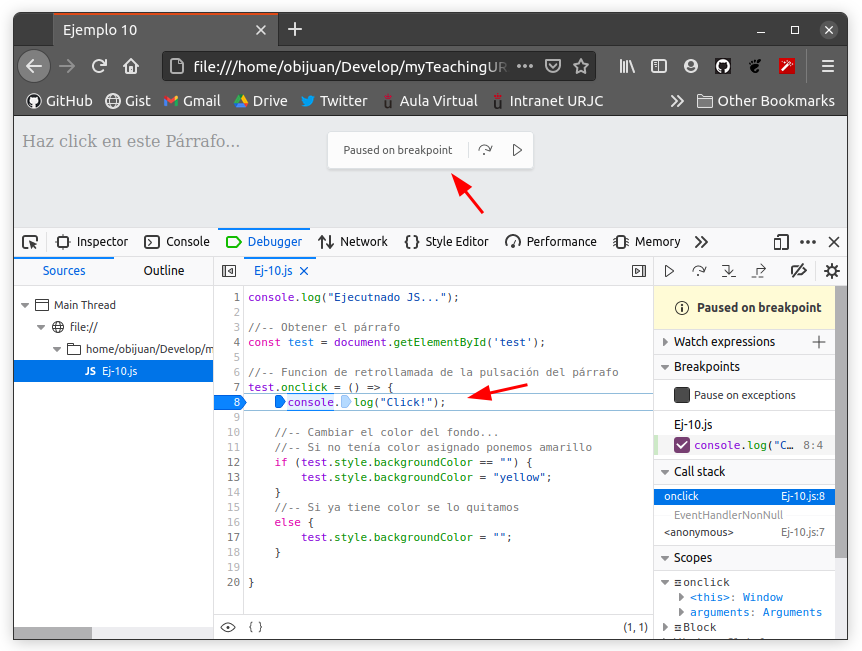 Ejemplo 10
file:///home/obijuan/Develop/myTeachingUR
GitHub Gist Gmail Drive Twitter Aula Virtual Intranet URJC Other Bookmarks
Haz click en este Párrafo...
Paused on breakpoint
Inspector Console Debugger Network Style Editor Performance Memory
Sources Outline Ej-10.js
Main Thread
file://
home/obijuan/Develop/m
JS Ej-10.js
1 console.log("Ejecutnado JS...");
2
3 //-- Obtener el párrafo
4 const test = document.getElementById('test');
5
6 //-- Funcion de retrollamada de la pulsación del párrafo
7 test.onclick = () => {
8 console.log("Click!");
9
10 //-- Cambiar el color del fondo...
11 //-- Si no tenía color asignado ponemos amarillo
12 if (test.style.backgroundColor == "") {
13 test.style.backgroundColor = "yellow";
14 }
15 //-- Si ya tiene color se lo quitamos
16 else {
17 test.style.backgroundColor = "";
18 }
19
20 }
{ } (1, 1)
Paused on breakpoint
Watch expressions
Breakpoints
Pause on exceptions
Ej-10.js
console.log("C... 8:4
Call stack
onclick Ej-10.js:8
EventHandlerNonNull
<anonymous> Ej-10.js:7
Scopes
onclick
<this>: Window
arguments: Arguments
Block